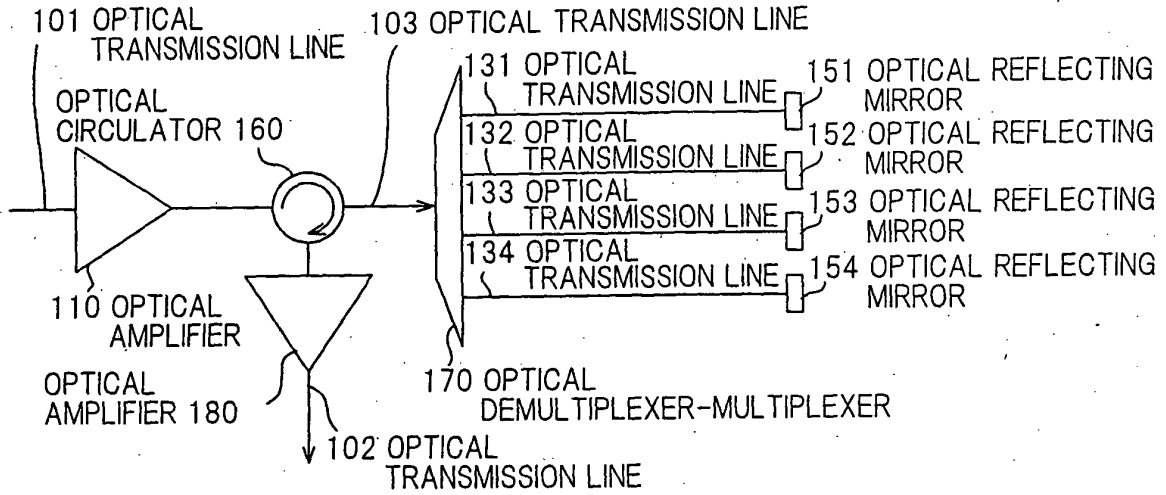 101 OPTICAL
TRANSMISSION LINE
103 OPTICAL TRANSMISSION LINE
OPTICAL
CIRCULATOR 160
131 OPTICAL
TRANSMISSION LINE
151 OPTICAL REFLECTING
MIRROR
132 OPTICAL
TRANSMISSION LINE
152 OPTICAL REFLECTING
MIRROR
133 OPTICAL
TRANSMISSION LINE
153 OPTICAL REFLECTING
MIRROR
134 OPTICAL
TRANSMISSION LINE
154 OPTICAL REFLECTING
MIRROR
110 OPTICAL
AMPLIFIER
OPTICAL
AMPLIFIER 180
170 OPTICAL
DEMULTIPLEXER-MULTIPLEXER
102 OPTICAL
TRANSMISSION LINE